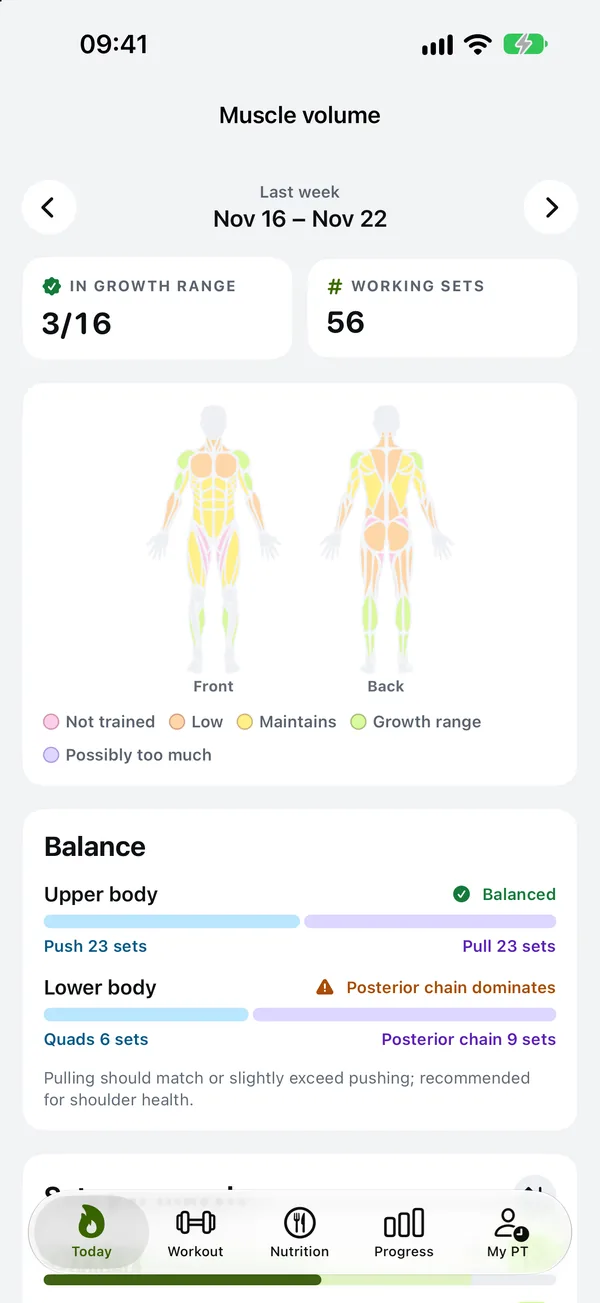 09:41
Muscle volume
Last week
Nov 16 – Nov 22
IN GROWTH RANGE
3/16
# WORKING SETS
56
Front
Back
Not trained
Low
Maintains
Growth range
Possibly too much
Balance
Upper body
Balanced
Push 23 sets
Pull 23 sets
Lower body
Posterior chain dominates
Quads 6 sets
Posterior chain 9 sets
Pulling should match or slightly exceed pushing; recommended
for shoulder health.
Today
Workout
Nutrition
Progress
My PT